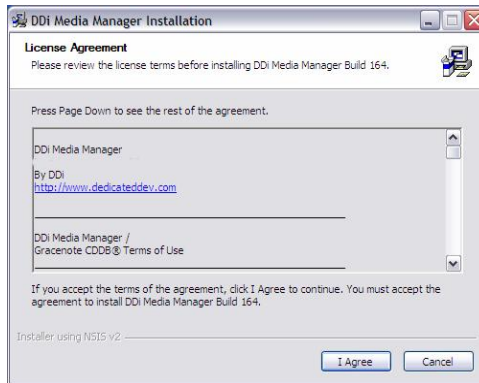 DDi Media Manager Installation
License Agreement
Please review the license terms before installing DDi Media Manager Build 164.
Press Page Down to see the rest of the agreement.
DDi Media Manager
By DDi
http://www.dedicateddev.com
DDi Media Manager /
Gracenote CDDB® Terms of Use
If you accept the terms of the agreement, click I Agree to continue. You must accept the
agreement to install DDi Media Manager Build 164.
Installer using NSIS v2
I Agree
Cancel